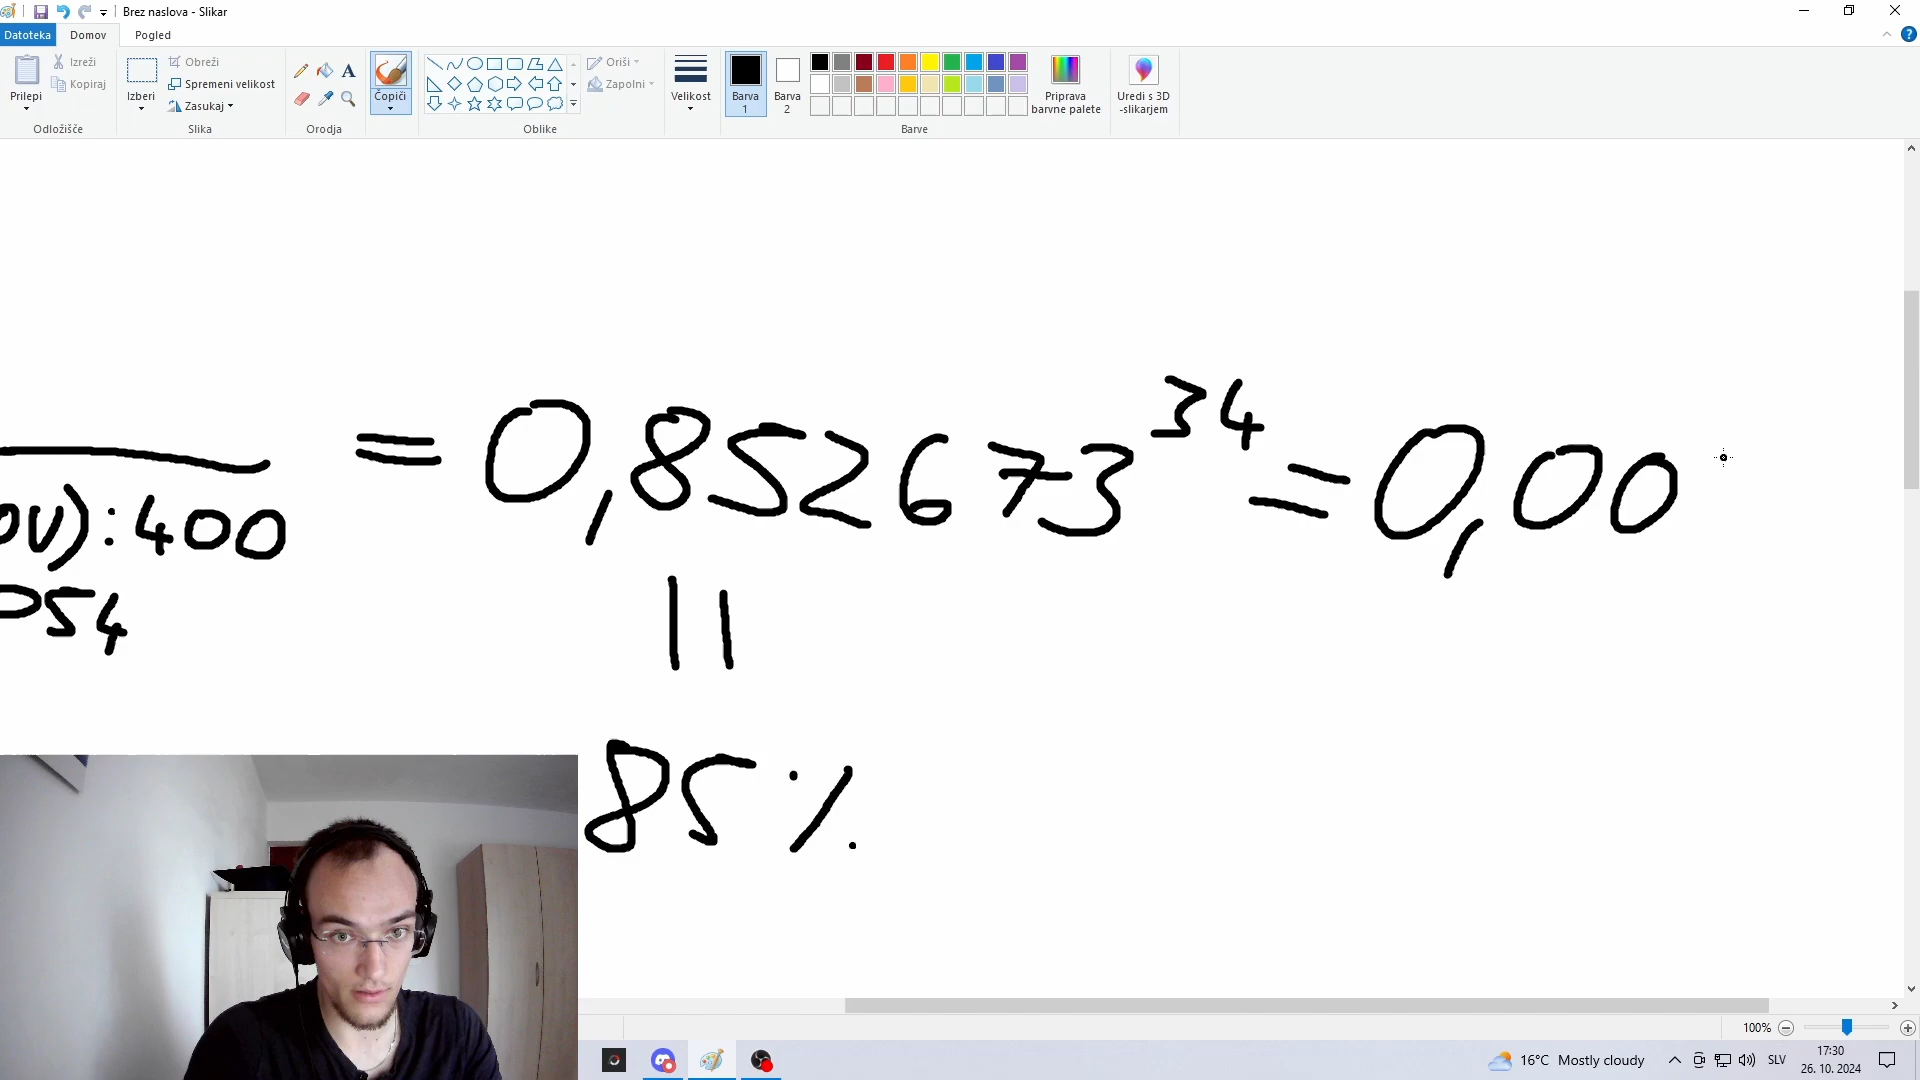 Brez naslova - Slikar
Datoteka Domov Pogled
Prilepi
Izreži
Kopiraj
Odložišče
Izberi
Obreži
Spremeni velikost
Zasukaj
Slika
A
Orodja
Čopiči
Oriši
Zapolni
Oblike
Velikost
Barva 1
Barva 2
Priprava barvne palete
Barve
Uredi s 3D -slikarjem
= 0,852673^34 = 0,00
OV) : 400
054
||
85 %
100%
16°C Mostly cloudy
SLV
17:30
26. 10. 2024